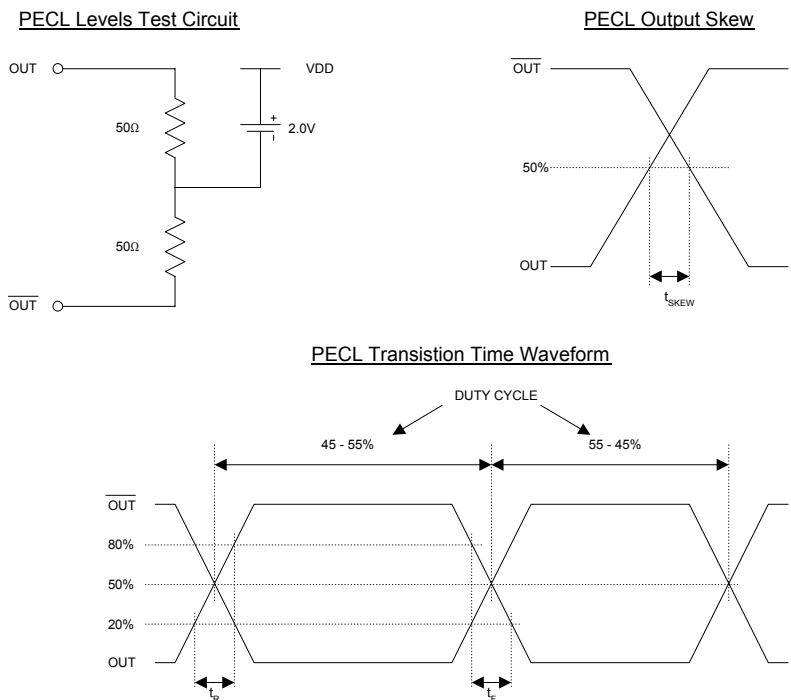 PECL Levels Test Circuit
OUT
VDD
50Ω
+
-
2.0V
50Ω
OUT
PECL Output Skew
OUT
50%
OUT
tSKEW
PECL Transistion Time Waveform
DUTY CYCLE
45 - 55%
55 - 45%
OUT
80%
50%
20%
OUT
tR
tF